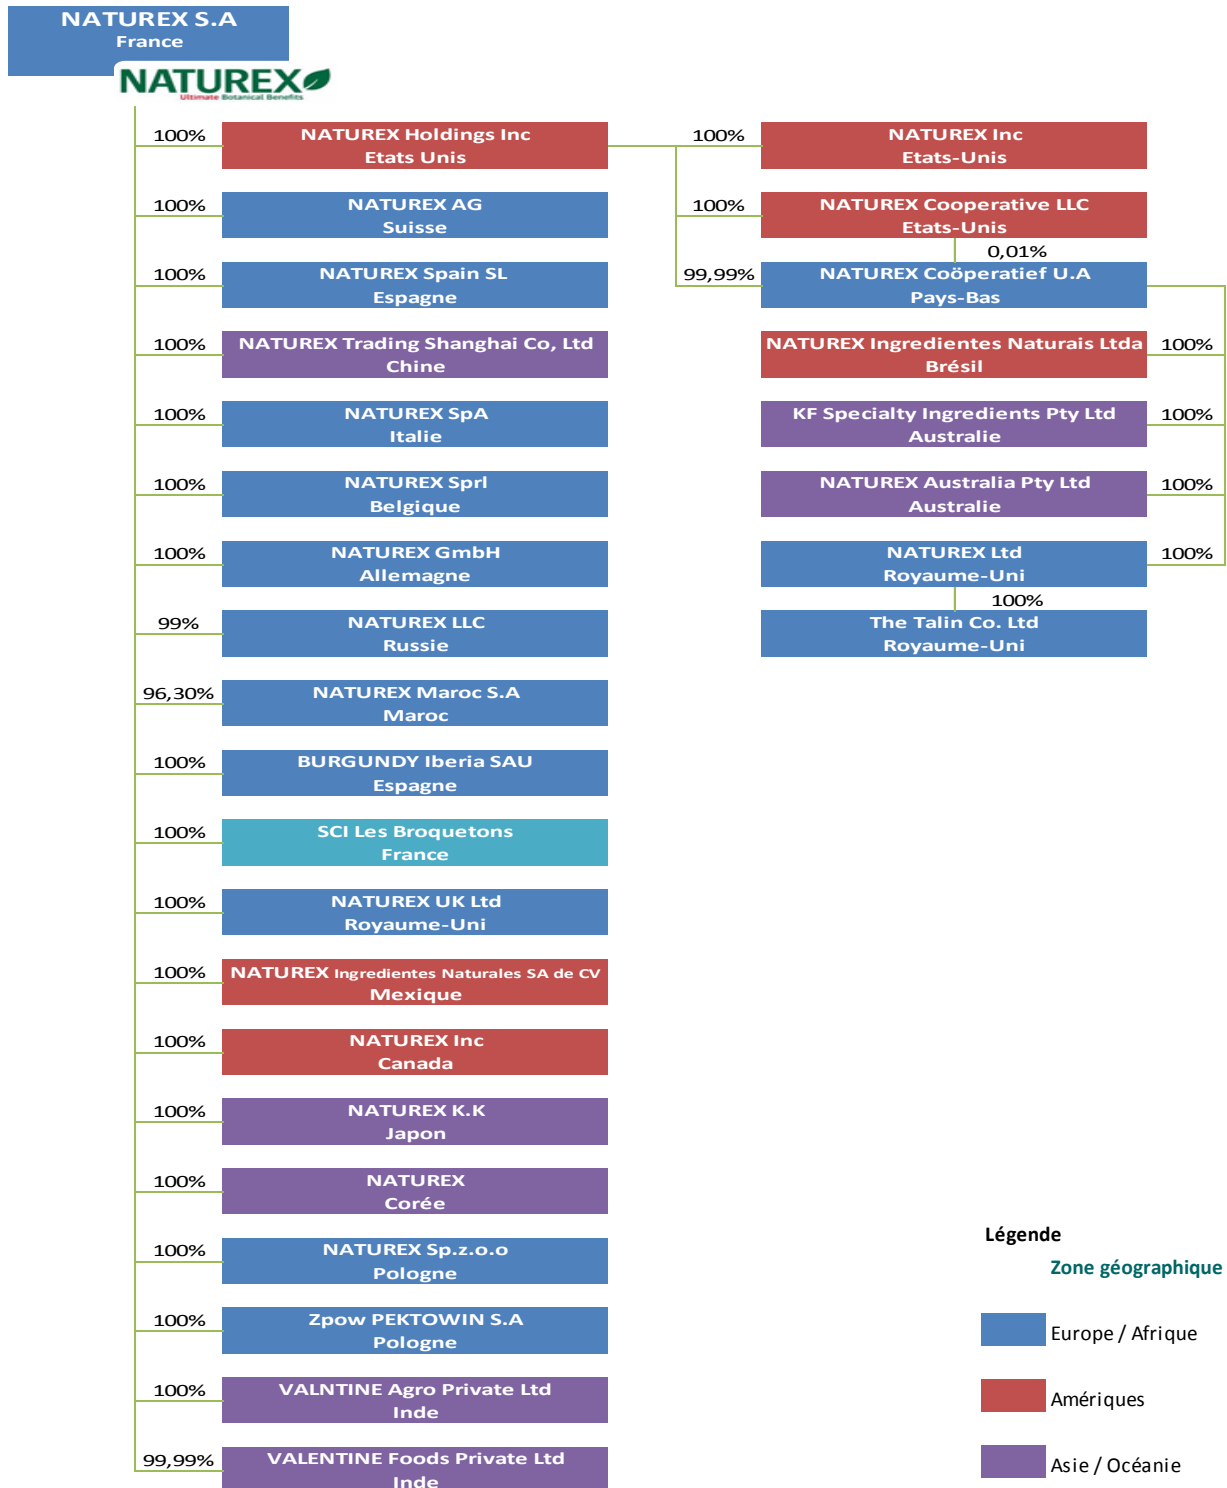 NATUREX S.A
France
NATUREX
Ultimate Botanical Benefits
100%
NATUREX Holdings Inc
Etats Unis
100%
NATUREX Inc
Etats-Unis
100%
NATUREX AG
Suisse
100%
NATUREX Cooperative LLC
Etats-Unis
0,01%
100%
NATUREX Spain SL
Espagne
99,99%
NATUREX Coöperatief U.A
Pays-Bas
100%
NATUREX Trading Shanghai Co, Ltd
Chine
NATUREX Ingredientes Naturais Ltda
Brésil
100%
100%
NATUREX SpA
Italie
KF Specialty Ingredients Pty Ltd
Australie
100%
100%
NATUREX Sprl
Belgique
NATUREX Australia Pty Ltd
Australie
100%
100%
NATUREX GmbH
Allemagne
NATUREX Ltd
Royaume-Uni
100%
100%
99%
NATUREX LLC
Russie
The Talin Co. Ltd
Royaume-Uni
96,30%
NATUREX Maroc S.A
Maroc
100%
BURGUNDY Iberia SAU
Espagne
100%
SCI Les Broquetons
France
100%
NATUREX UK Ltd
Royaume-Uni
100%
NATUREX Ingredientes Naturales SA de CV
Mexique
100%
NATUREX Inc
Canada
100%
NATUREX K.K
Japon
100%
NATUREX
Corée
100%
NATUREX Sp.z.o.o
Pologne
100%
Zpow PEKTOWIN S.A
Pologne
100%
VALNTINE Agro Private Ltd
Inde
99,99%
VALENTINE Foods Private Ltd
Inde
Légende
Zone géographique
Europe / Afrique
Amériques
Asie / Océanie